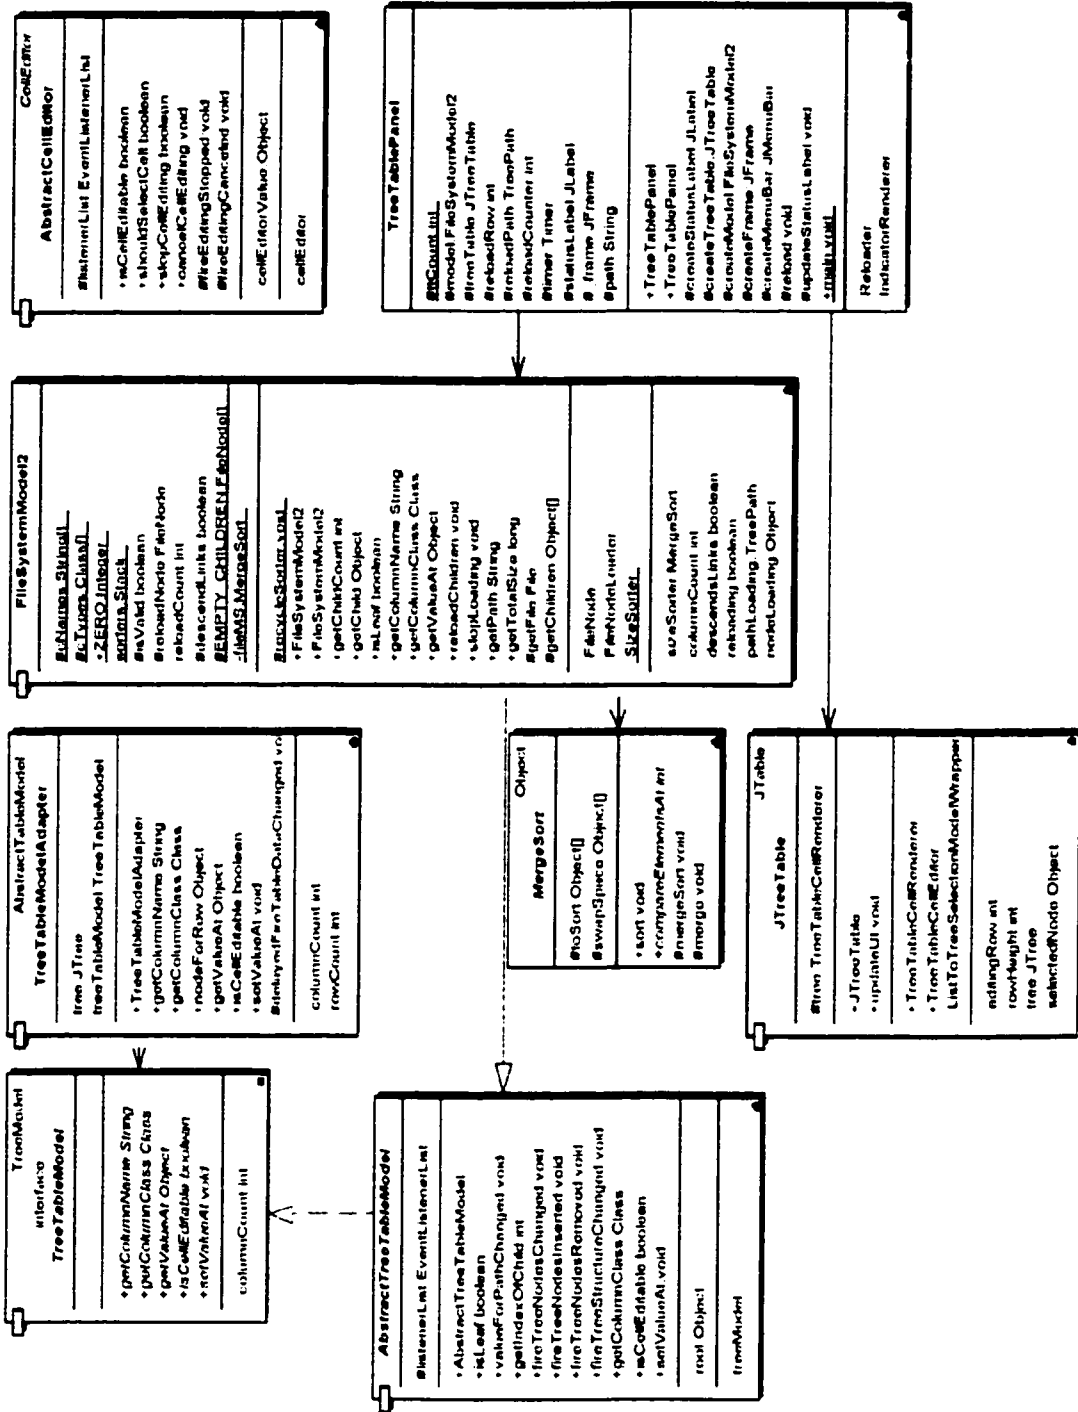 CellEditor
AbstractCellEditor
#listenerList EventListenerList
+isCellEditable boolean
+shouldSelectCell boolean
+stopCellEditing boolean
+cancelCellEditing void
#fireEditingStopped void
#fireEditingCanceled void
cellEditorValue Object
cellEditor
TreeTablePanel
#model FileSystemModel2
#treeTable JTreeTable
#reloadRow int
#reloadPath TreePath
#reloadCounter int
#timer Timer
#statusLabel JLabel
#_frame JFrame
#path String
+TreeTablePanel
+TreeTablePanel
#createStatusLabel JLabel
#createTreeTable JTreeTable
#createModel FileSystemModel2
#createFrame JFrame
#createMenuBar JMenuBar
#reload void
#updateStatusLabel void
+main void
Reloader
IndicatorRenderer
FileSystemModel2
#cNames String[]
#cTypes Class[]
+ZERO Integer
sorters Stack
#isValid boolean
#reloadNode FileNode
reloadCount int
#descendLinks boolean
#EMPTY_CHILDREN FileNode[]
-fileMS MergeSort
#recycleSorter void
+FileSystemModel2
+FileSystemModel2
+getChildCount int
+getChild Object
+isLeaf boolean
+getColumnName String
+getColumnClass Class
+getValueAt Object
+reloadChildren void
+stopLoading void
+getPath String
+getTotalSize long
#getFile File
#getChildren Object[]
FileNode
FileNodeLoader
SizeSorter
sizeSorter MergeSort
columnCount int
descendsLinks boolean
reloading boolean
pathLoading TreePath
nodeLoading Object
AbstractTableModel
TreeTableModelAdapter
tree JTree
treeTableModel TreeTableModel
+TreeTableModelAdapter
+getColumnName String
+getColumnClass Class
+nodeForRow Object
+getValueAt Object
+isCellEditable boolean
+setValueAt void
#delayedFireTableDataChanged vo
columnCount int
rowCount int
Object
MergeSort
#toSort Object[]
#swapSpace Object[]
+sort void
+compareElementsAt int
#mergeSort void
#merge void
JTable
JTreeTable
#tree TreeTableCellRenderer
+JTreeTable
+updateUI void
+TreeTableCellRenderer
+TreeTableCellEditor
ListToTreeSelectionModelWrapper
editingRow int
rowHeight int
tree JTree
selectedNode Object
TreeModel
interface
TreeTableModel
+getColumnName String
+getColumnClass Class
+getValueAt Object
+isCellEditable boolean
+setValueAt void
columnCount int
AbstractTreeTableModel
#listenerList EventListenerList
+AbstractTreeTableModel
+isLeaf boolean
+valueForPathChanged void
+getIndexOfChild int
+fireTreeNodesChanged void
+fireTreeNodesInserted void
+fireTreeNodesRemoved void
+fireTreeStructureChanged void
+getColumnClass Class
+isCellEditable boolean
+setValueAt void
root Object
treeModel